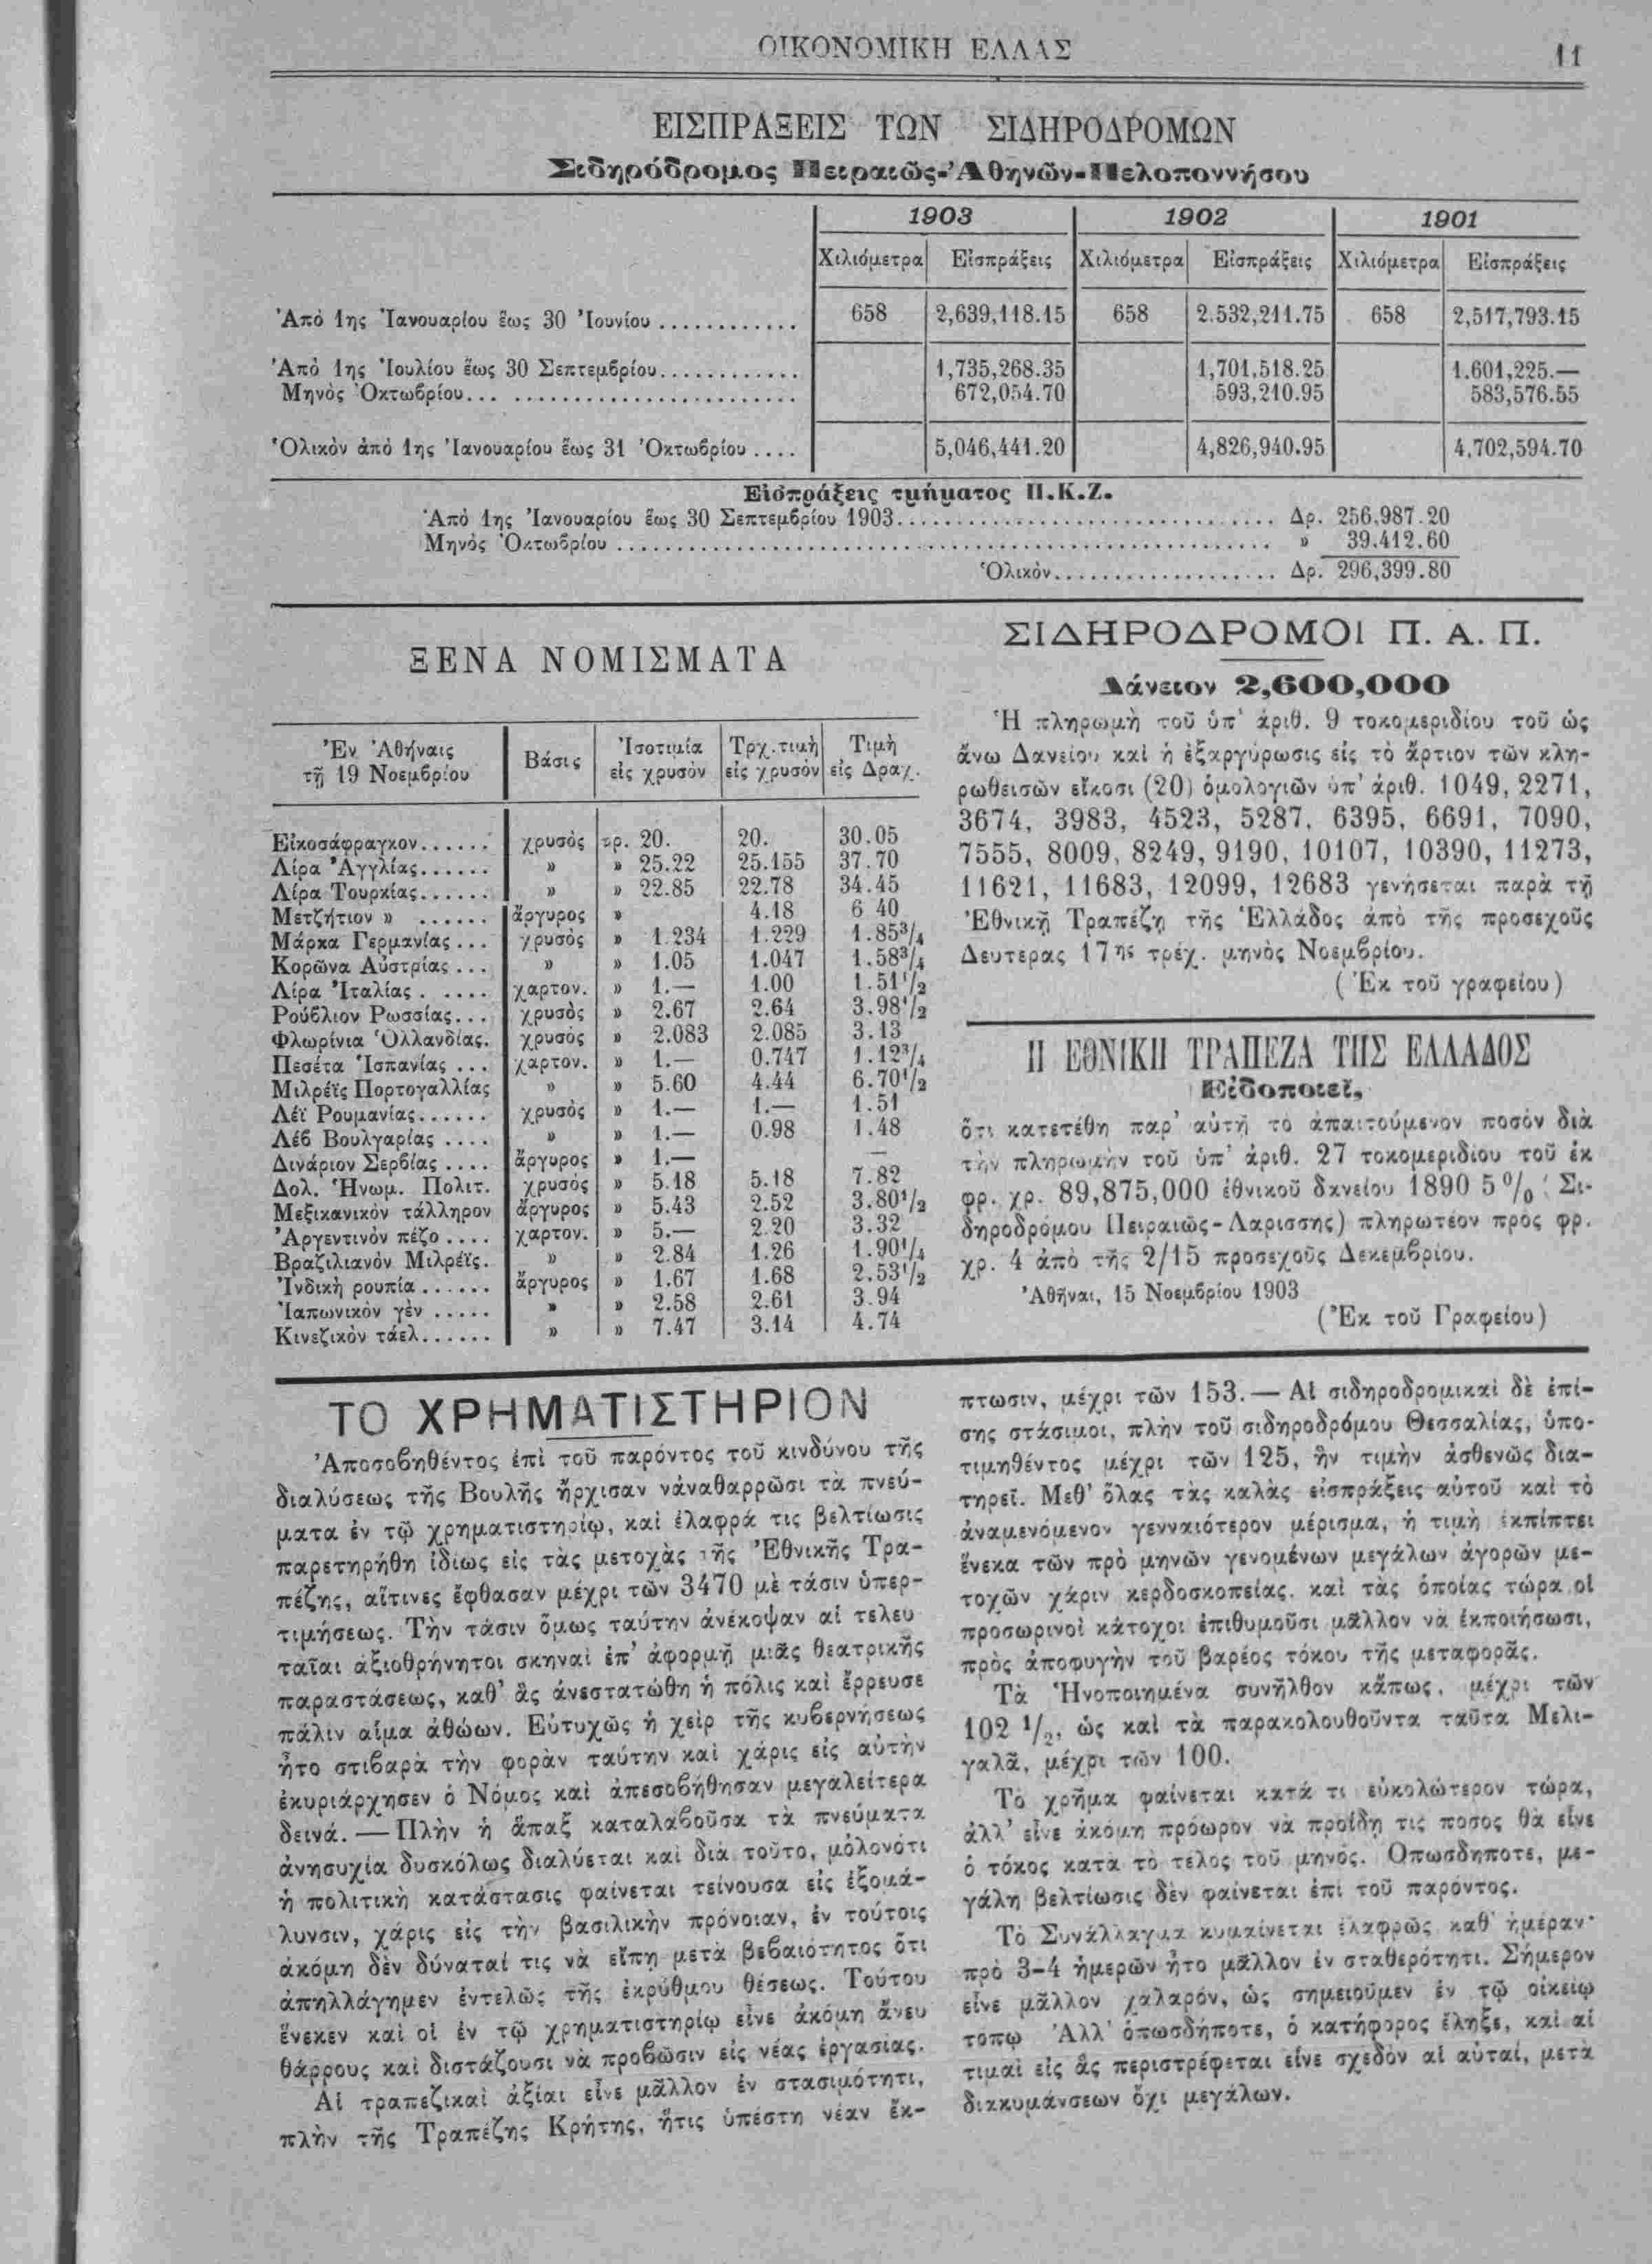 ΟΙΚΟΝΟΜΙΚΗ ΕΛΛΑΣ 11
ΕΙΣΠΡΑΞΕΙΣ ΤΩΝ ΣΙΔΗΡΟΔΡΟΜΩΝ
Σιδηρόδρομος Πειραιῶς-Ἀθηνῶν-Πελοποννήσου
1903 1902 1901
Χιλιόμετρα Εἰσπράξεις Χιλιόμετρα Εἰσπράξεις Χιλιόμετρα Εἰσπράξεις
Ἀπὸ 1ης Ἰανουαρίου ἕως 30 Ἰουνίου ............ 658 2,639,118.15 658 2.532,211.75 658 2,517,793.15
Ἀπὸ 1ης Ἰουλίου ἕως 30 Σεπτεμβρίου............ 1,735,268.35 1,701,518.25 1.601,225.—
Μηνὸς Ὀκτωβρίου... ........................ 672,054.70 593,210.95 583,576.55
Ὁλικὸν ἀπὸ 1ης Ἰανουαρίου ἕως 31 Ὀκτωβρίου .... 5,046,441.20 4,826,940.95 4,702,594.70
Εἰσπράξεις τμήματος Π.Κ.Ζ.
Ἀπὸ 1ης Ἰανουαρίου ἕως 30 Σεπτεμβρίου 1903................................ Δρ. 256,987.20
Μηνὸς Ὀκτωβρίου ........................................................ » 39.412.60
Ὁλικὸν.................... Δρ. 296,399.80
ΞΕΝΑ ΝΟΜΙΣΜΑΤΑ
Ἐν Ἀθήναις
τῇ 19 Νοεμβρίου
Βάσις
Ἰσοτιμία
εἰς χρυσὸν
Τρχ.τιμὴ
εἰς χρυσὸν
Τιμὴ
εἰς Δραχ.
Εἰκοσάφραγκον...... χρυσὸς φρ. 20. 20. 30.05
Λίρα Ἀγγλίας...... » » 25.22 25.155 37.70
Λίρα Τουρκίας...... » » 22.85 22.78 34.45
Μετζήτιον » ...... ἄργυρος » 4.18 6 40
Μάρκα Γερμανίας ... χρυσὸς » 1.234 1.229 1.85³/₄
Κορῶνα Αὐστρίας ... » » 1.05 1.047 1.58³/₄
Λίρα Ἰταλίας . .... χαρτον. » 1.— 1.00 1.51¹/₂
Ρούβλιον Ρωσσίας... χρυσὸς » 2.67 2.64 3.98¹/₂
Φλωρίνια Ὁλλανδίας. χρυσὸς » 2.083 2.085 3.13
Πεσέτα Ἱσπανίας ... χαρτον. » 1.— 0.747 1.12³/₄
Μιλρέϊς Πορτογαλλίας » » 5.60 4.44 6.70¹/₂
Λέϊ Ρουμανίας...... χρυσὸς » 1.— 1.— 1.51
Λέβ Βουλγαρίας .... » » 1.— 0.98 1.48
Δινάριον Σερβίας .... ἄργυρος » 1.— —
Δολ. Ἡνωμ. Πολιτ. χρυσὸς » 5.18 5.18 7.82
Μεξικανικὸν τάλληρον ἄργυρος » 5.43 2.52 3.80¹/₂
Ἀργεντινὸν πέζο .... χαρτον. » 5.— 2.20 3.32
Βραζιλιανὸν Μιλρέϊς. » » 2.84 1.26 1.90¹/₄
Ἰνδικὴ ρουπία...... ἄργυρος » 1.67 1.68 2.53¹/₂
Ἰαπωνικὸν γὲν ..... » » 2.58 2.61 3.94
Κινεζικὸν τάελ...... » » 7.47 3.14 4.74
ΣΙΔΗΡΟΔΡΟΜΟΙ Π. Α. Π.
Δάνειον 2,600,000
Ἡ πληρωμὴ τοῦ ὑπ' ἀριθ. 9 τοκομεριδίου τοῦ ὡς
ἄνω Δανείου καὶ ἡ ἐξαργύρωσις εἰς τὸ ἄρτιον τῶν κλη-
ρωθεισῶν εἴκοσι (20) ὁμολογιῶν ὑπ' ἀριθ. 1049, 2271,
3674, 3983, 4523, 5287, 6395, 6691, 7090,
7555, 8009, 8249, 9190, 10107, 10390, 11273,
11621, 11683, 12099, 12683 γενήσεται παρὰ τῇ
Ἐθνικῇ Τραπέζῃ τῆς Ἑλλάδος ἀπὸ τῆς προσεχοῦς
Δευτέρας 17ης τρέχ. μηνὸς Νοεμβρίου.
(Ἐκ τοῦ γραφείου)
Η ΕΘΝΙΚΗ ΤΡΑΠΕΖΑ ΤΗΣ ΕΛΛΑΔΟΣ
Εἰδοποιεῖ,
ὅτι κατετέθη παρ' αὐτῇ τὸ ἀπαιτούμενον ποσὸν διὰ
τὴν πληρωμὴν τοῦ ὑπ' ἀριθ. 27 τοκομεριδίου τοῦ ἐκ
φρ. χρ. 89,875,000 ἐθνικοῦ δανείου 1890 5 % (Σι-
δηροδρόμου Πειραιῶς-Λαρίσσης) πληρωτέον πρὸς φρ.
χρ. 4 ἀπὸ τῆς 2/15 προσεχοῦς Δεκεμβρίου.
Ἀθῆναι, 15 Νοεμβρίου 1903
(Ἐκ τοῦ Γραφείου)
ΤΟ ΧΡΗΜΑΤΙΣΤΗΡΙΟΝ
Ἀποσοβηθέντος ἐπὶ τοῦ παρόντος τοῦ κινδύνου τῆς
διαλύσεως τῆς Βουλῆς ἤρχισαν νἀναθαρρῶσι τὰ πνεύ-
ματα ἐν τῷ χρηματιστηρίῳ, καὶ ἐλαφρά τις βελτίωσις
παρετηρήθη ἰδίως εἰς τὰς μετοχὰς τῆς Ἐθνικῆς Τρα-
πέζης, αἵτινες ἔφθασαν μέχρι τῶν 3470 μὲ τάσιν ὑπερ-
τιμήσεως. Τὴν τάσιν ὅμως ταύτην ἀνέκοψαν αἱ τελευ
ταῖαι ἀξιοθρήνητοι σκηναὶ ἐπ' ἀφορμῇ μιᾶς θεατρικῆς
παραστάσεως, καθ' ἃς ἀνεστατώθη ἡ πόλις καὶ ἔρρευσε
πάλιν αἷμα ἀθώων. Εὐτυχῶς ἡ χεὶρ τῆς κυβερνήσεως
ἦτο στιβαρὰ τὴν φορὰν ταύτην καὶ χάρις εἰς αὐτὴν
ἐκυριάρχησεν ὁ Νόμος καὶ ἀπεσοβήθησαν μεγαλείτερα
δεινά. — Πλὴν ἡ ἅπαξ καταλαβοῦσα τὰ πνεύματα
ἀνησυχία δυσκόλως διαλύεται καὶ διὰ τοῦτο, μόλονότι
ἡ πολιτικὴ κατάστασις φαίνεται τείνουσα εἰς ἐξομά-
λυνσιν, χάρις εἰς τὴν βασιλικὴν πρόνοιαν, ἐν τούτοις
ἀκόμη δὲν δύναταί τις νὰ εἴπῃ μετὰ βεβαιότητος ὅτι
ἀπηλλάγημεν ἐντελῶς τῆς ἐκρύθμου θέσεως. Τούτου
ἕνεκεν καὶ οἱ ἐν τῷ χρηματιστηρίῳ εἶνε ἀκόμη ἄνευ
θάρρους καὶ διστάζουσι νὰ προβῶσιν εἰς νέας ἐργασίας.
Αἱ τραπεζικαὶ ἀξίαι εἶνε μᾶλλον ἐν στασιμότητι,
πλὴν τῆς Τραπέζης Κρήτης, ἥτις ὑπέστη νέαν ἔκ-
πτωσιν, μέχρι τῶν 153.— Αἱ σιδηροδρομικαὶ δὲ ἐπί-
σης στάσιμοι, πλὴν τοῦ σιδηροδρόμου Θεσσαλίας, ὑπο-
τιμηθέντος μέχρι τῶν 125, ἣν τιμὴν ἀσθενῶς δια-
τηρεῖ. Μεθ' ὅλας τὰς καλὰς εἰσπράξεις αὐτοῦ καὶ τὸ
ἀναμενόμενον γενναιότερον μέρισμα, ἡ τιμὴ ἐκπίπτει
ἕνεκα τῶν πρὸ μηνῶν γενομένων μεγάλων ἀγορῶν με-
τοχῶν χάριν κερδοσκοπείας, καὶ τὰς ὁποίας τώρα οἱ
προσωρινοὶ κάτοχοι ἐπιθυμοῦσι μᾶλλον νὰ ἐκποιήσωσι,
πρὸς ἀποφυγὴν τοῦ βαρέος τόκου τῆς μεταφορᾶς.
Τὰ Ἡνοποιημένα συνῆλθον κἄπως, μέχρι τῶν
102 ¹/₂, ὡς καὶ τὰ παρακολουθοῦντα ταῦτα Μελι-
γαλᾶ, μέχρι τῶν 100.
Τὸ χρῆμα φαίνεται κατά τι εὐκολώτερον τώρα,
ἀλλ' εἶνε ἀκόμη πρόωρον νὰ προΐδῃ τις πόσος θὰ εἶνε
ὁ τόκος κατὰ τὸ τέλος τοῦ μηνός. Ὁπωσδήποτε, με-
γάλη βελτίωσις δὲν φαίνεται ἐπὶ τοῦ παρόντος.
Τὸ Συνάλλαγμα κυμαίνεται ἐλαφρῶς καθ' ἡμέραν·
πρὸ 3-4 ἡμερῶν ἦτο μᾶλλον ἐν σταθερότητι. Σήμερον
εἶνε μᾶλλον χαλαρόν, ὡς σημειοῦμεν ἐν τῷ οἰκείῳ
τόπῳ Ἀλλ' ὁπωσδήποτε, ὁ κατήφορος ἔληξε, καὶ αἱ
τιμαὶ εἰς ἃς περιστρέφεται εἶνε σχεδὸν αἱ αὐταί, μετὰ
διακυμάνσεων ὄχι μεγάλων.